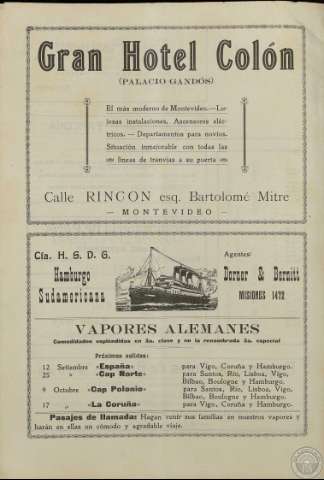 Gran Hotel Colón
(PALACIO GANDÓS)
El más moderno de Montevideo.—Lu-
josas instalaciones, Ascensores eléc-
tricos. — Departamentos para novios.
Situación inmejorable con todas las
líneas de tranvías a su puerta
Calle RINCON esq. Bartolomé Mitre
— MONTEVIDEO —
Cía. H. S. D. G.
Hamburgo
Sudamericana
Agentes:
Dorner & Bernitt
MISIONES 1472
VAPORES ALEMANES
Comodidades espléndidas en 3a. clase y en la renombrada 3a. especial
Próximas salidas:
12 Setiembre «España» para Vigo, Coruña y Hamburgo.
25 » «Cap Norte» para Santos, Río, Lisboa, Vigo,
Bilbao, Boulogne y Hamburgo.
9 Octubre «Cap Polonio» para Santos, Río, Lisboa, Vigo,
Bilbao, Boulogne y Hamburgo.
17 » «La Coruña» para Vigo, Coruña y Hamburgo.
Pasajes de llamada: Hagan venir sus familias en nuestros vapores y
harán en ellas un cómodo y agradable viaje.